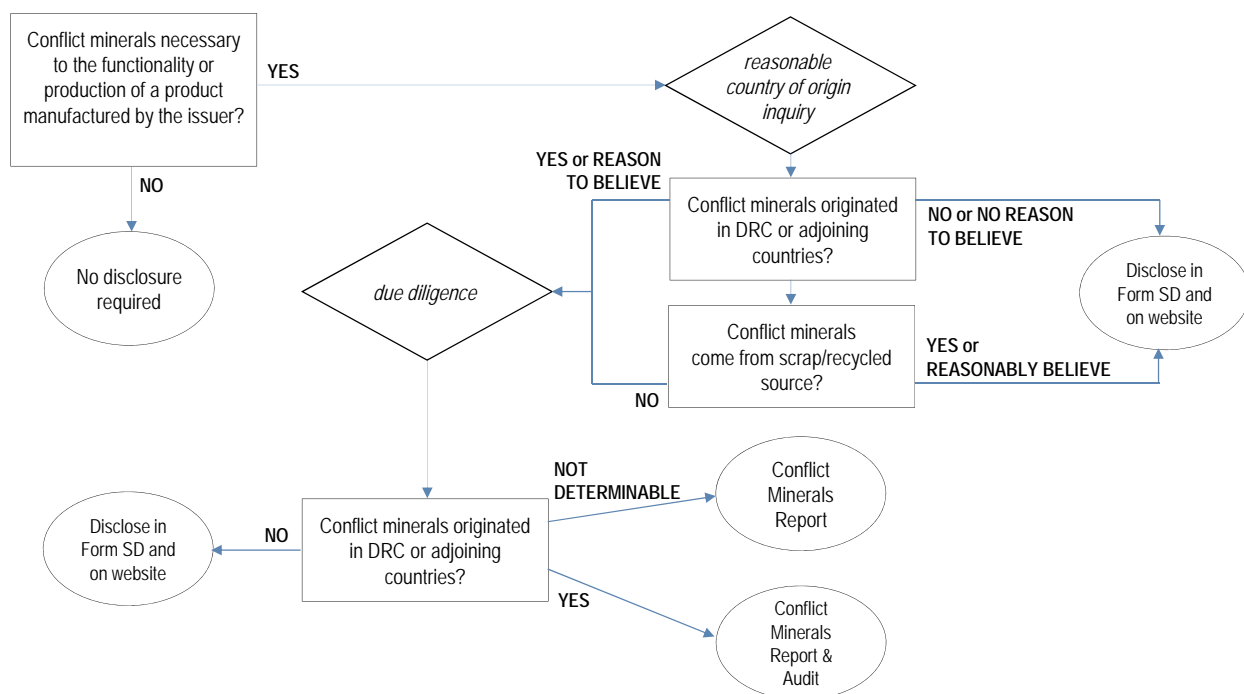 Conflict minerals necessary
to the functionality or
production of a product
manufactured by the issuer?
YES
reasonable
country of origin
inquiry
NO
No disclosure
required
YES or REASON
TO BELIEVE
Conflict minerals originated
in DRC or adjoining
countries?
NO or NO REASON
TO BELIEVE
Disclose in
Form SD and
on website
due diligence
Conflict minerals
come from scrap/recycled
source?
YES or
REASONABLY BELIEVE
NO
NOT
DETERMINABLE
Conflict
Minerals
Report
Disclose in
Form SD and
on website
NO
Conflict minerals originated
in DRC or adjoining
countries?
YES
Conflict
Minerals
Report &
Audit